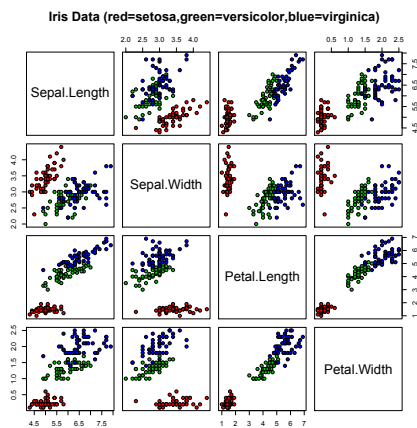 Iris Data (red=setosa,green=versicolor,blue=virginica)
2.0 2.5 3.0 3.5 4.0
0.5 1.0 1.5 2.0 2.5
Sepal.Length
4.5 5.5 6.5 7.5
2.0 2.5 3.0 3.5 4.0
Sepal.Width
Petal.Length
1 2 3 4 5 6 7
0.5 1.0 1.5 2.0 2.5
Petal.Width
4.5 5.5 6.5 7.5
1 2 3 4 5 6 7